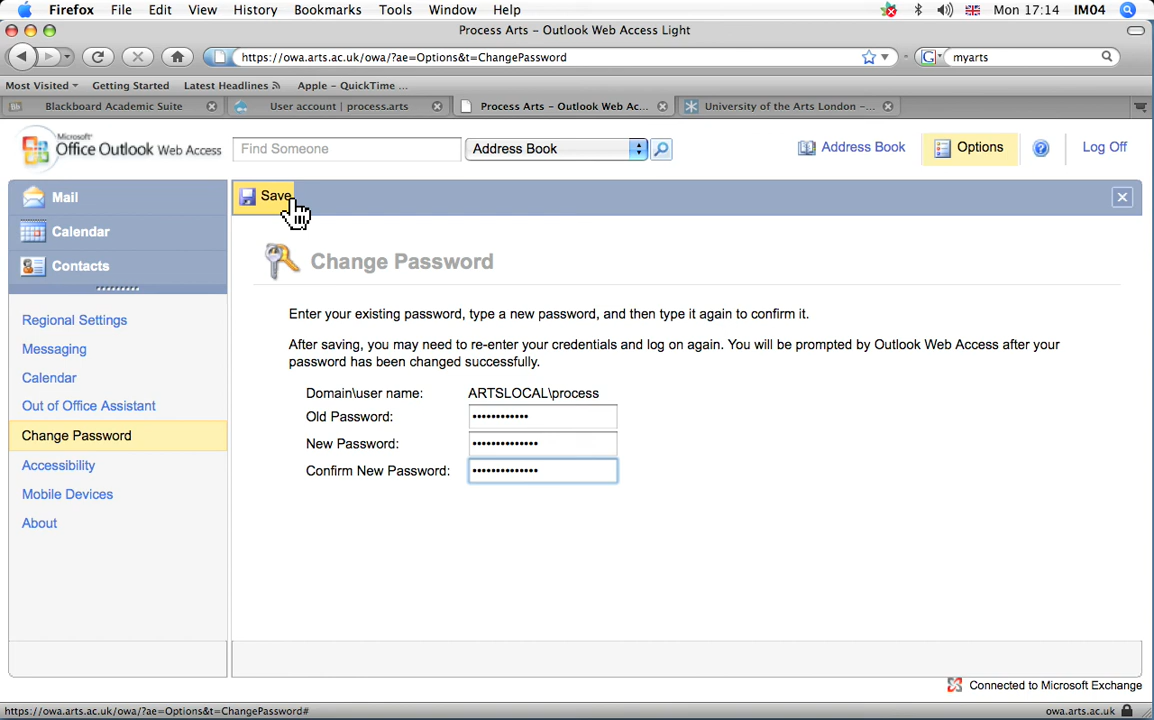 Firefox File Edit View History Bookmarks Tools Window Help Mon 17:14 IM04
Process Arts – Outlook Web Access Light
https://owa.arts.ac.uk/owa/?ae=Options&t=ChangePassword
G myarts
Most Visited Getting Started Latest Headlines Apple – QuickTime ...
Blackboard Academic Suite User account | process.arts Process Arts – Outlook Web Ac... University of the Arts London –...
Microsoft
Office Outlook Web Access Find Someone Address Book Address Book Options ? Log Off
Mail
Calendar
Contacts
Regional Settings
Messaging
Calendar
Out of Office Assistant
Change Password
Accessibility
Mobile Devices
About
Save
Change Password
Enter your existing password, type a new password, and then type it again to confirm it.
After saving, you may need to re-enter your credentials and log on again. You will be prompted by Outlook Web Access after your
password has been changed successfully.
Domain\user name: ARTSLOCAL\process
Old Password: ••••••••••••
New Password: ••••••••••••••
Confirm New Password: ••••••••••••••
Connected to Microsoft Exchange
https://owa.arts.ac.uk/owa/?ae=Options&t=ChangePassword# owa.arts.ac.uk